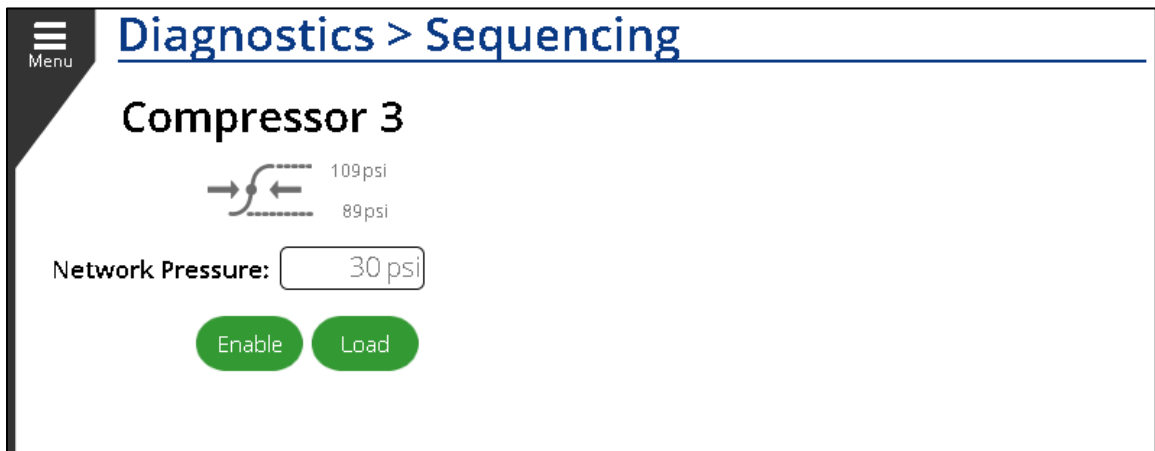 Menu
Diagnostics > Sequencing
Compressor 3
109psi
89psi
Network Pressure: 30 psi
Enable Load